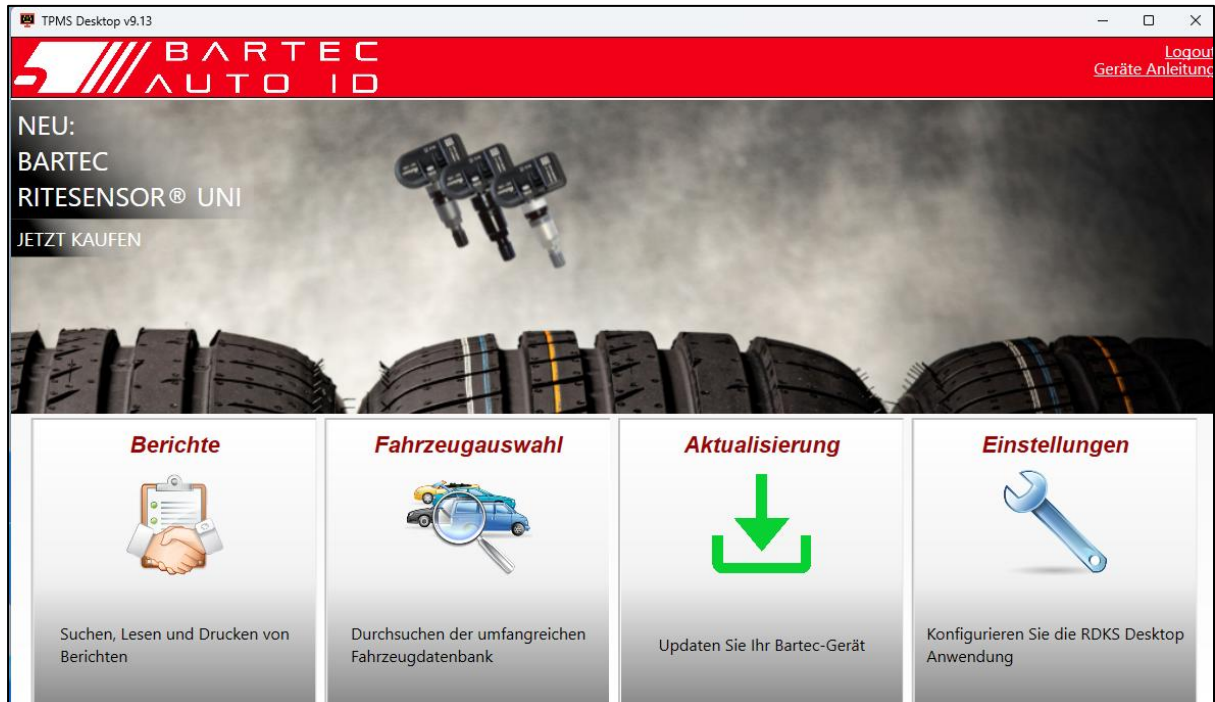 TPMS Desktop v9.13
BARTEC
AUTO ID
Logout
Geräte Anleitung
NEU:
BARTEC
RITESENSOR® UNI
JETZT KAUFEN
Berichte
Fahrzeugauswahl
Aktualisierung
Einstellungen
Suchen, Lesen und Drucken von
Berichten
Durchsuchen der umfangreichen
Fahrzeugdatenbank
Updaten Sie Ihr Bartec-Gerät
Konfigurieren Sie die RDKS Desktop
Anwendung